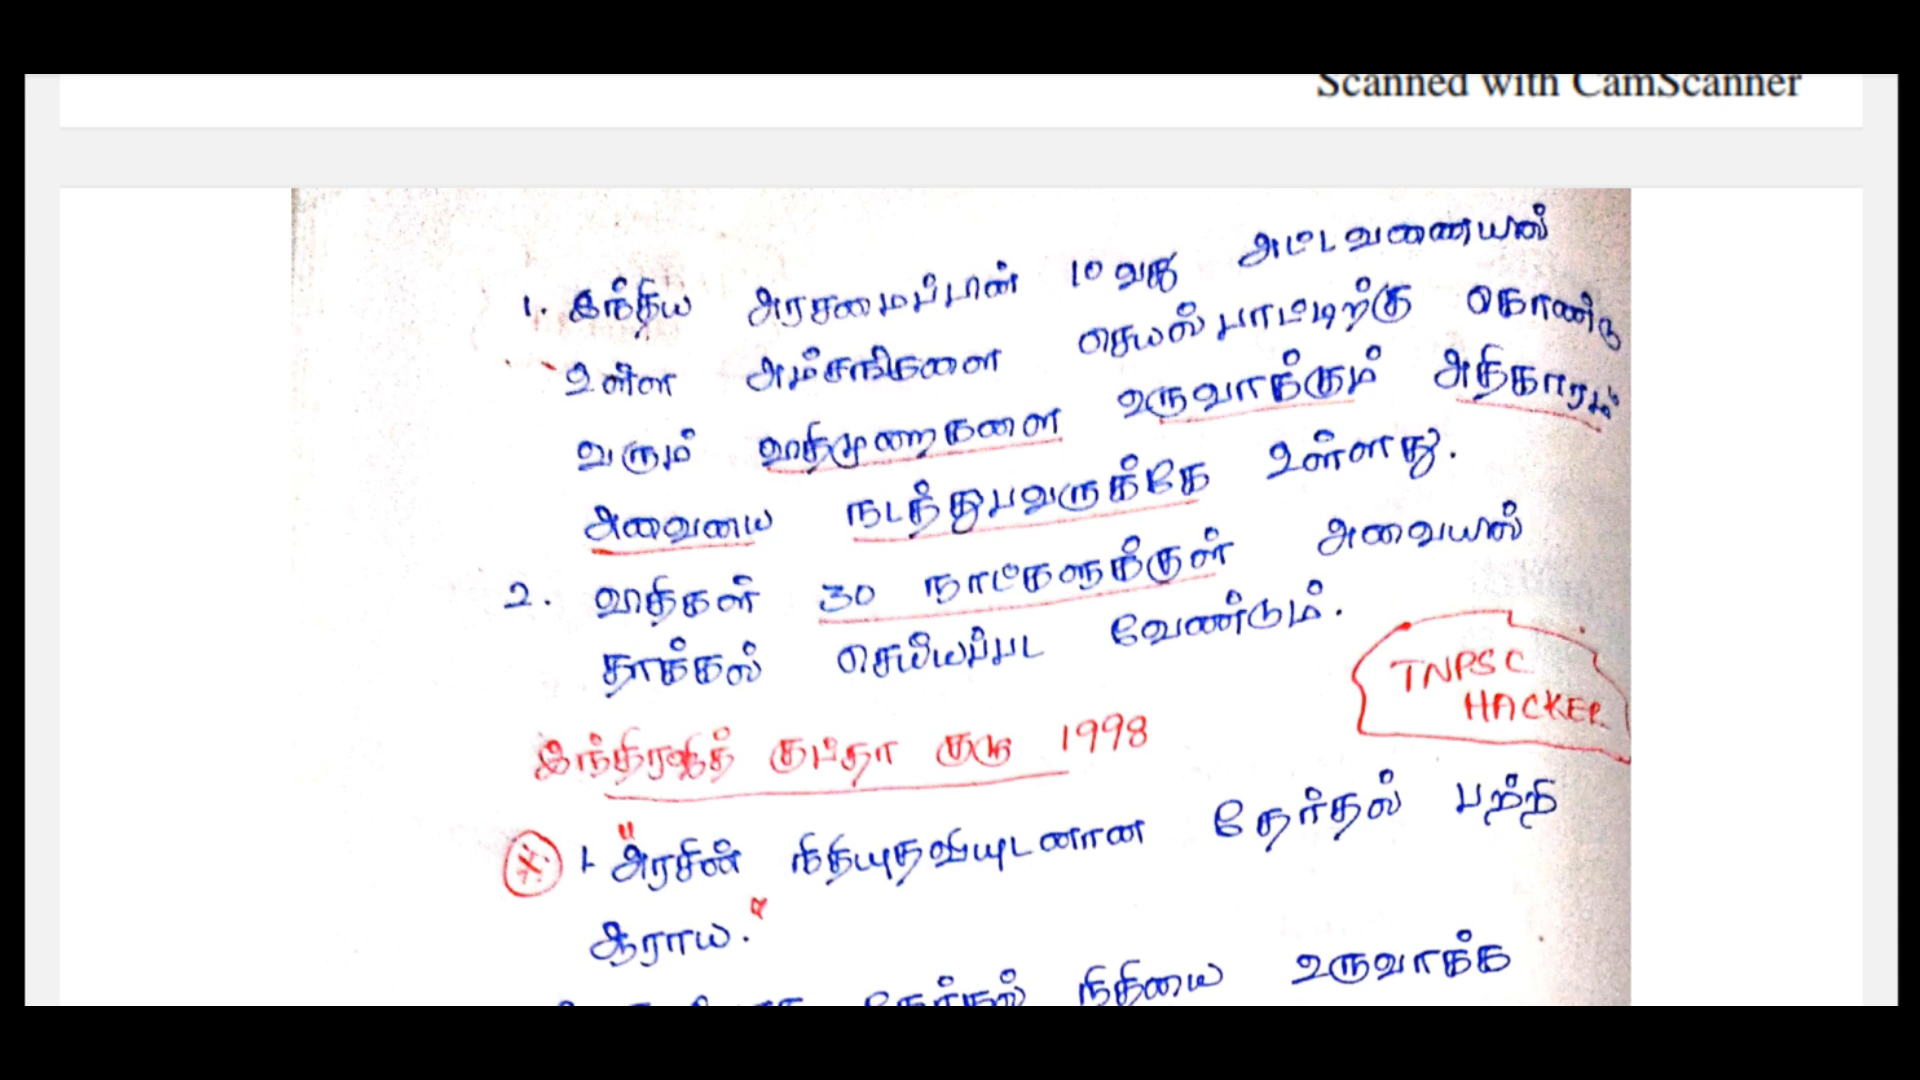 Scanned with CamScanner
1. இந்திய அரசமைப்பின் 10 வது அட்டவணையில்
உள்ள அம்சங்களை செயல்பாட்டிற்கு கொண்டு
வரும் விதிமுறைகளை உருவாக்கும் அதிகாரம்
அவையை நடத்துபவருக்கே உள்ளது.
2. விதிகள் 30 நாட்களுக்குள் அவையில்
தாக்கல் செய்யப்பட வேண்டும்.
TNPSC
HACKER
இந்திரஜித் குப்தா குழு 1998
"அரசின் நிதியுதவியுடனான தேர்தல் பற்றி
ஆராய."
தேர்தல் நிதியை உருவாக்க